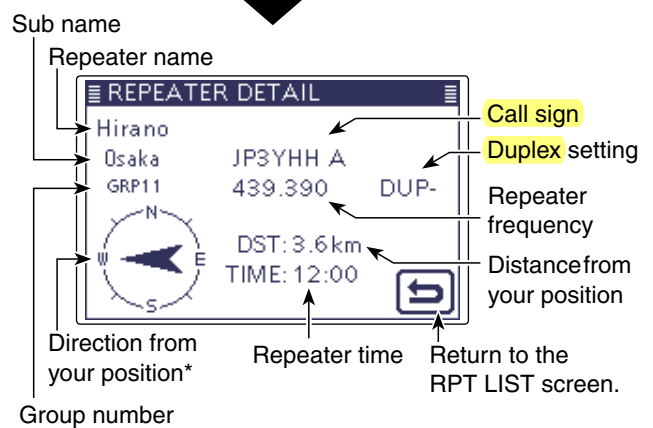 Sub name
Repeater name
REPEATER DETAIL
Hirano
Osaka JP3YHH A
GRP11 439.390 DUP-
N
W E
S
DST: 3.6km
TIME: 12:00
Call sign
Duplex setting
Repeater
frequency
Distance from
your position
Direction from
your position*
Repeater time
Return to the
RPT LIST screen.
Group number